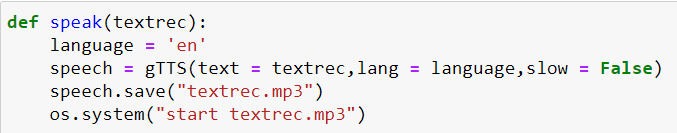 def speak(textrec):
    language = 'en'
    speech = gTTS(text = textrec,lang = language,slow = False)
    speech.save("textrec.mp3")
    os.system("start textrec.mp3")